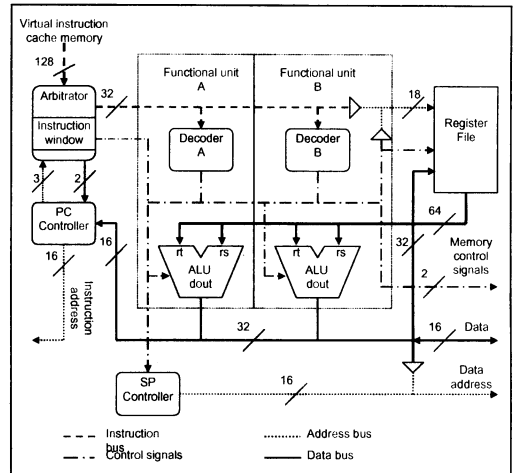 Virtual instruction
cache memory
128
Arbitrator
Instruction
window
32
3
2
PC
Controller
16
16
Instruction
address
Functional unit
A
Functional unit
B
Decoder
A
Decoder
B
18
Register
File
64
32
rt
rs
ALU
dout
rt
rs
ALU
dout
Memory
control
signals
2
32
16
Data
SP
Controller
16
Data
address
Instruction
bus
Control signals
Address bus
Data bus